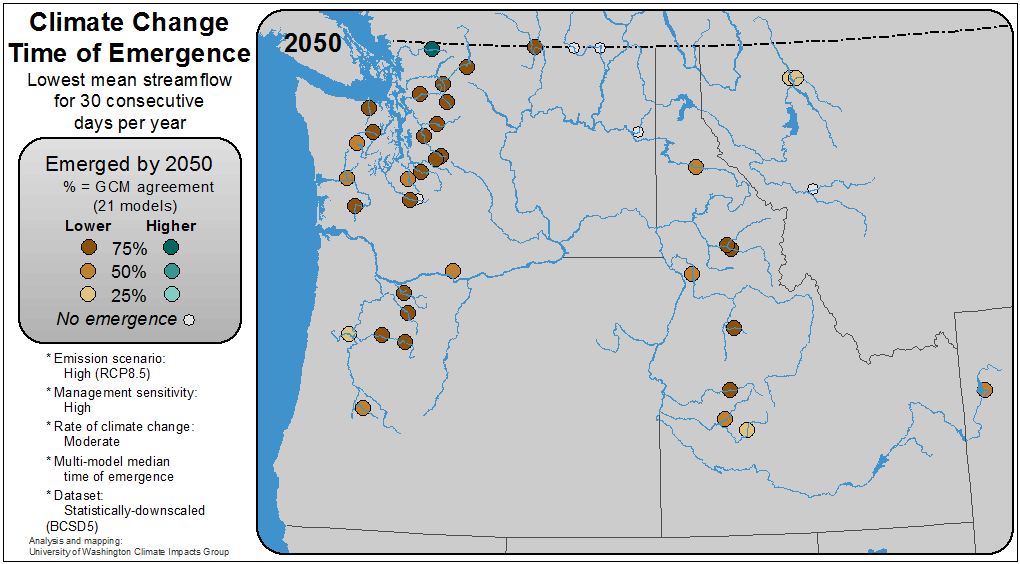 Climate Change
Time of Emergence
Lowest mean streamflow
for 30 consecutive
days per year
2050
Emerged by 2050
% = GCM agreement
(21 models)
Lower Higher
75%
50%
25%
No emergence
* Emission scenario:
High (RCP8.5)
* Management sensitivity:
High
* Rate of climate change:
Moderate
* Multi-model median
time of emergence
* Dataset:
Statistically-downscaled
(BCSD5)
Analysis and mapping:
University of Washington Climate Impacts Group